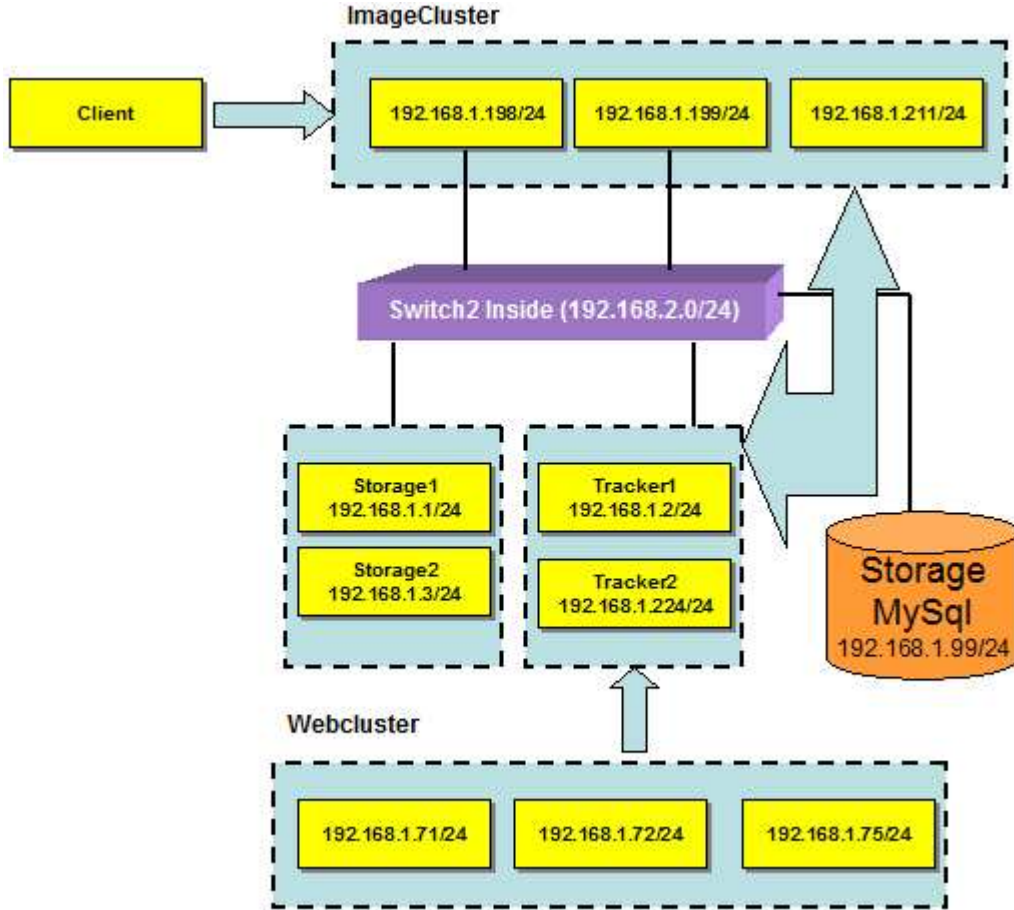 ImageCluster
Client
192.168.1.198/24
192.168.1.199/24
192.168.1.211/24
Switch2 Inside (192.168.2.0/24)
Storage1
192.168.1.1/24
Storage2
192.168.1.3/24
Tracker1
192.168.1.2/24
Tracker2
192.168.1.224/24
Storage
MySql
192.168.1.99/24
Webcluster
192.168.1.71/24
192.168.1.72/24
192.168.1.75/24